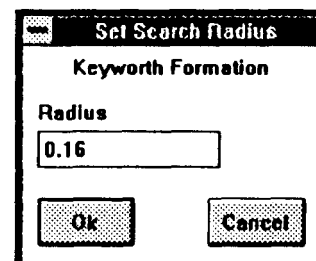 Set Search Radius
Keyworth Formation
Radius
0.16
Ok Cancel